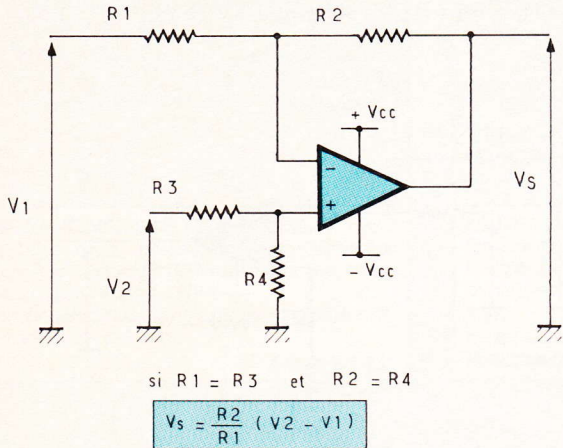 R1 R2
+ Vcc
-
R3
+
V1
Vs
R4
- Vcc
V2
si R1 = R3 et R2 = R4
Vs = R2/R1 (V2 - V1)